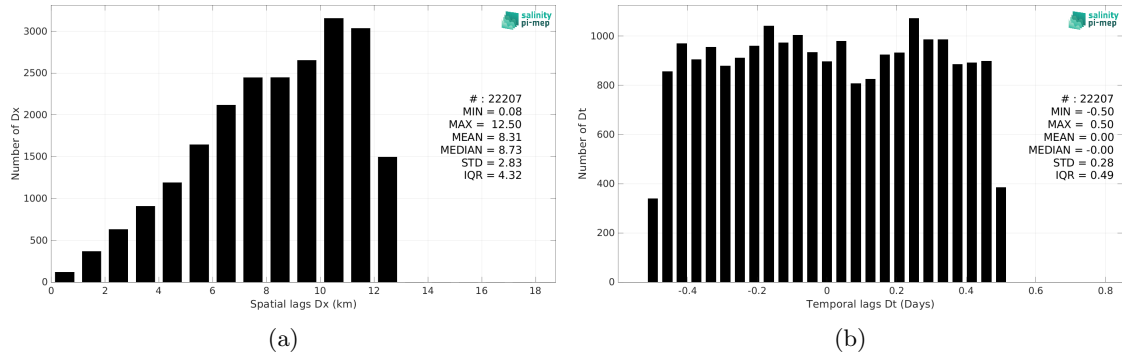 salinity
pi-mep
3000
2500
2000
1500
1000
500
0
Number of Dx
# : 22207
MIN = 0.08
MAX = 12.50
MEAN = 8.31
MEDIAN = 8.73
STD = 2.83
IQR = 4.32
0 2 4 6 8 10 12 14 16 18
Spatial lags Dx (km)
(a)
salinity
pi-mep
1000
800
600
400
200
0
Number of Dt
# : 22207
MIN = -0.50
MAX = 0.50
MEAN = 0.00
MEDIAN = -0.00
STD = 0.28
IQR = 0.49
-0.4 -0.2 0 0.2 0.4 0.6 0.8
Temporal lags Dt (Days)
(b)